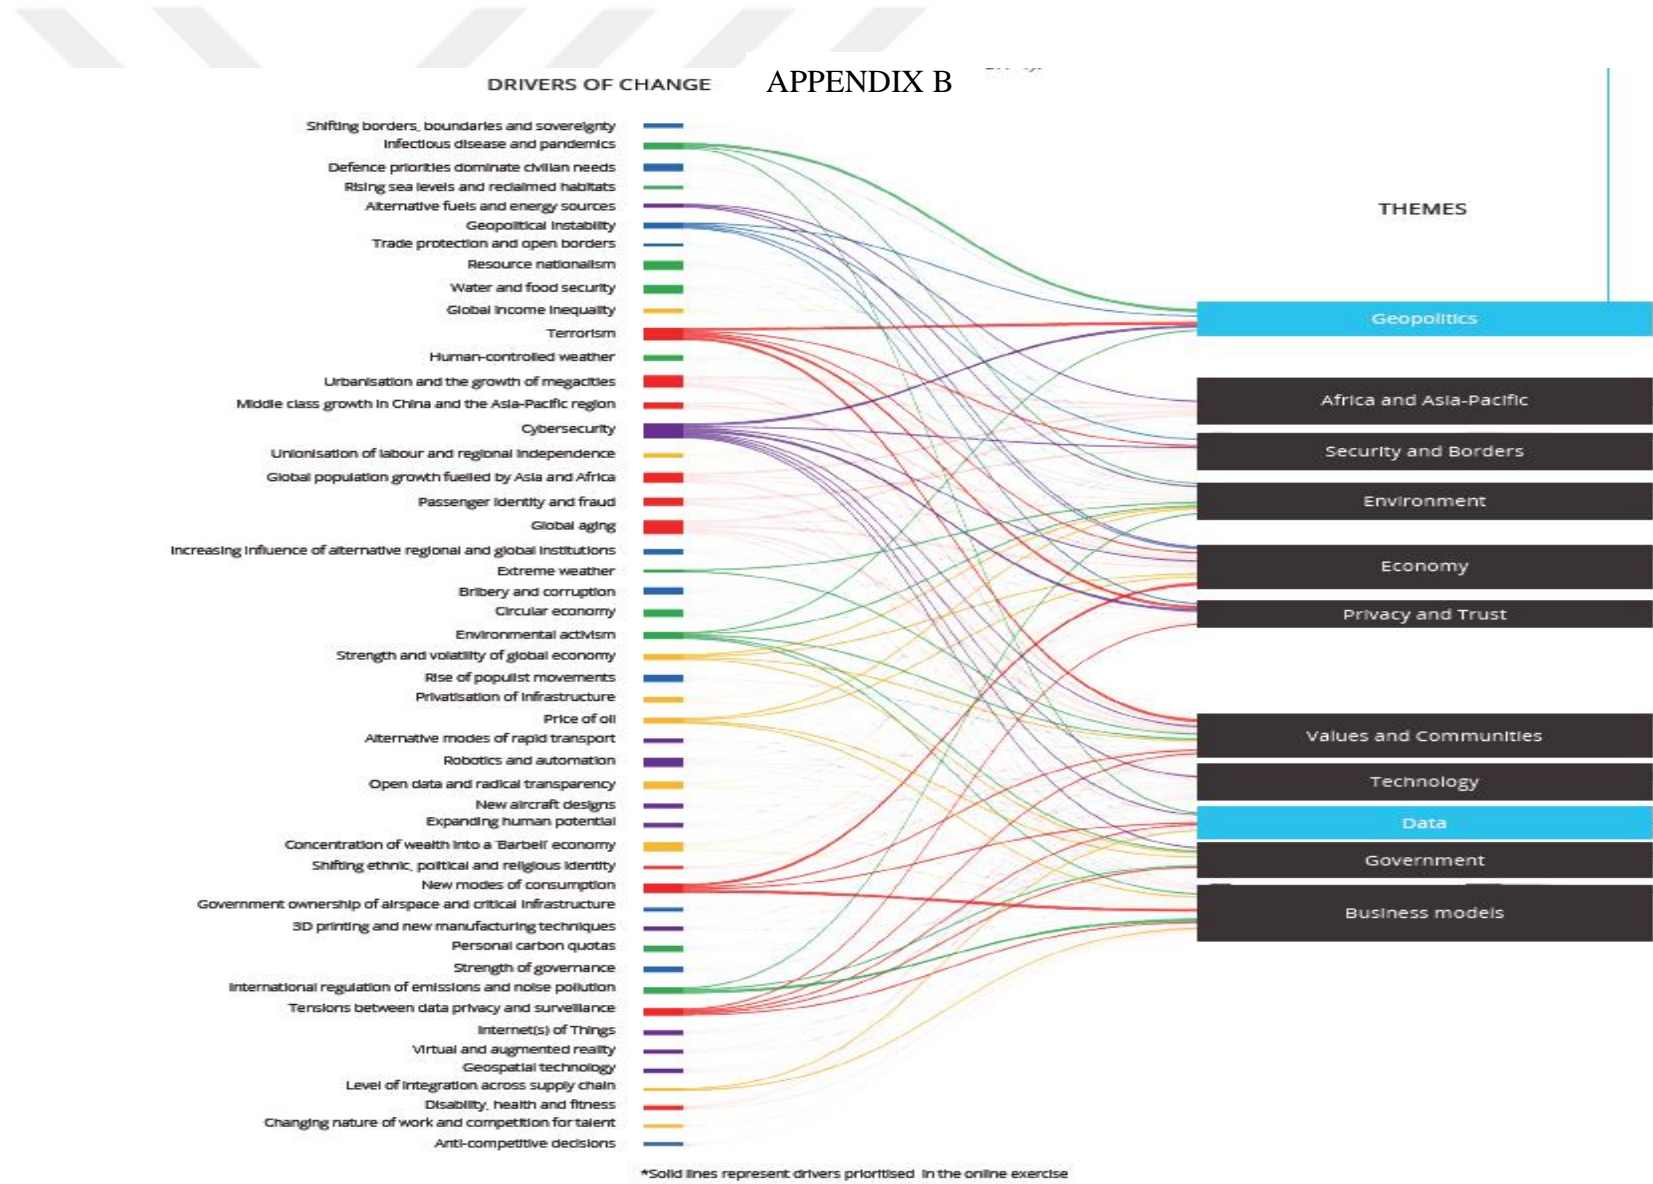 DRIVERS OF CHANGE
APPENDIX B
Shifting borders, boundaries and sovereignty
Infectious disease and pandemics
Defence priorities dominate civilian needs
Rising sea levels and reclaimed habitats
Alternative fuels and energy sources
Geopolitical instability
Trade protection and open borders
Resource nationalism
Water and food security
Global income inequality
Terrorism
Human-controlled weather
Urbanisation and the growth of megacities
Middle class growth in China and the Asia-Pacific region
Cybersecurity
Unionisation of labour and regional independence
Global population growth fuelled by Asia and Africa
Passenger identity and fraud
Global aging
Increasing influence of alternative regional and global institutions
Extreme weather
Bribery and corruption
Circular economy
Environmental activism
Strength and volatility of global economy
Rise of populist movements
Privatisation of infrastructure
Price of oil
Alternative modes of rapid transport
Robotics and automation
Open data and radical transparency
New aircraft designs
Expanding human potential
Concentration of wealth into a 'Barbell' economy
Shifting ethnic, political and religious identity
New modes of consumption
Government ownership of airspace and critical infrastructure
3D printing and new manufacturing techniques
Personal carbon quotas
Strength of governance
International regulation of emissions and noise pollution
Tensions between data privacy and surveillance
Internet(s) of Things
Virtual and augmented reality
Geospatial technology
Level of integration across supply chain
Disability, health and fitness
Changing nature of work and competition for talent
Anti-competitive decisions
THEMES
Geopolitics
Africa and Asia-Pacific
Security and Borders
Environment
Economy
Privacy and Trust
Values and Communities
Technology
Data
Government
Business models
*Solid lines represent drivers prioritised in the online exercise